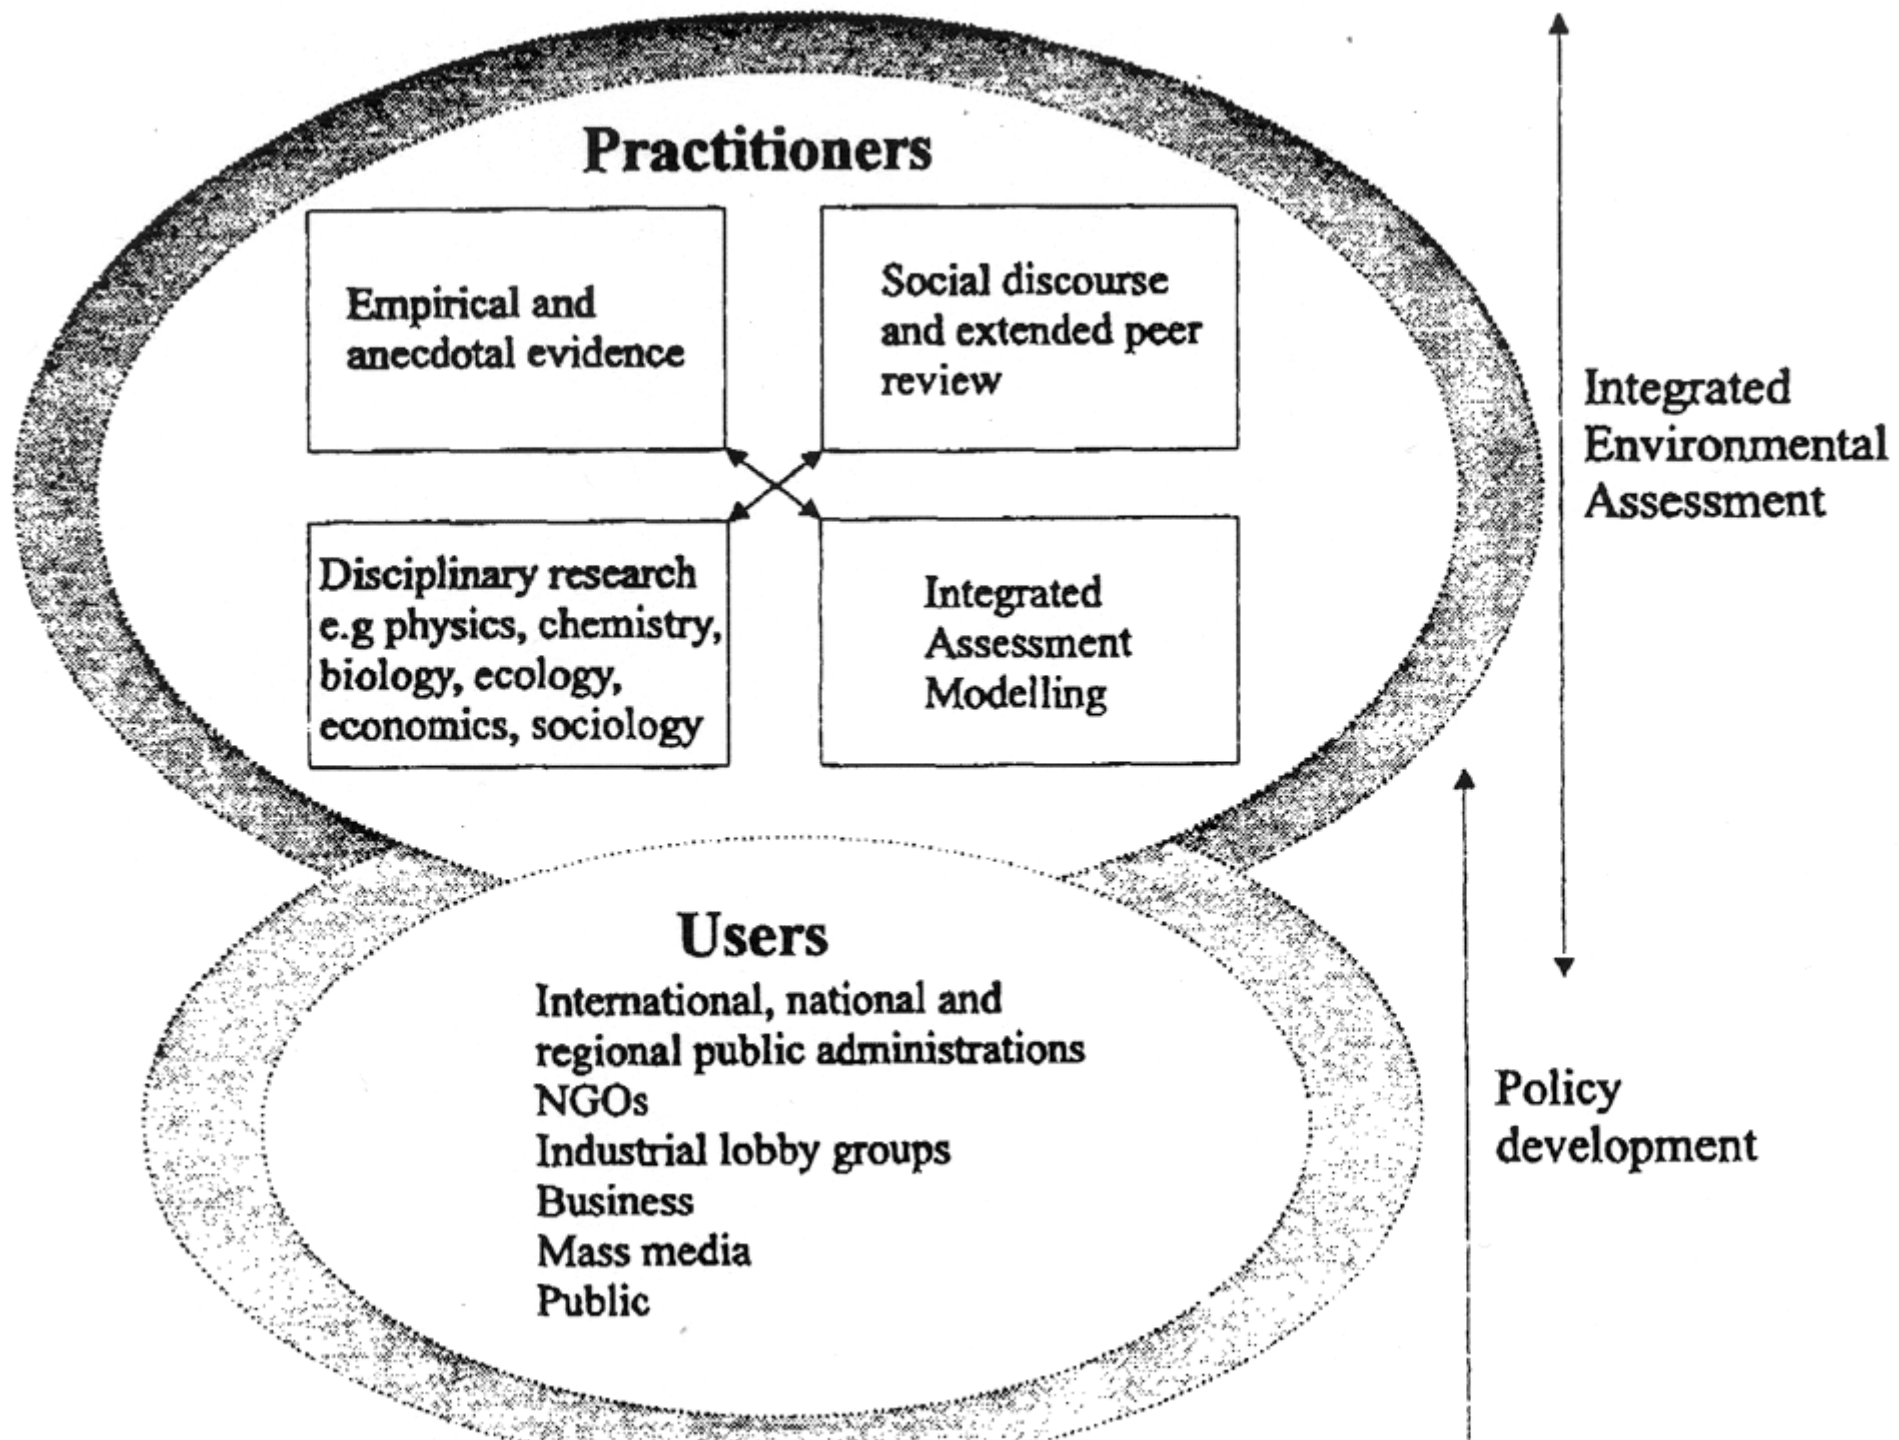 Practitioners
Empirical and
anecdotal evidence
Social discourse
and extended peer
review
Disciplinary research
e.g physics, chemistry,
biology, ecology,
economics, sociology
Integrated
Assessment
Modelling
Integrated
Environmental
Assessment
Users
International, national and
regional public administrations
NGOs
Industrial lobby groups
Business
Mass media
Public
Policy
development